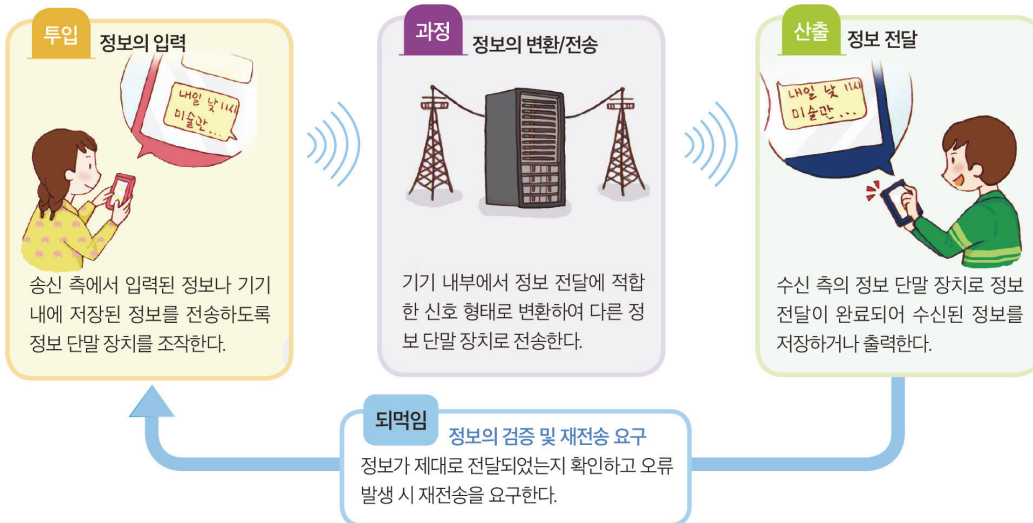 투입 정보의 입력
내일 낮 11시
미술관...
송신 측에서 입력된 정보나 기기
내에 저장된 정보를 전송하도록
정보 단말 장치를 조작한다.
과정 정보의 변환/전송
기기 내부에서 정보 전달에 적합
한 신호 형태로 변환하여 다른 정
보 단말 장치로 전송한다.
산출 정보 전달
내일 낮 11시
미술관...
수신 측의 정보 단말 장치로 정보
전달이 완료되어 수신된 정보를
저장하거나 출력한다.
되먹임 정보의 검증 및 재전송 요구
정보가 제대로 전달되었는지 확인하고 오류
발생 시 재전송을 요구한다.